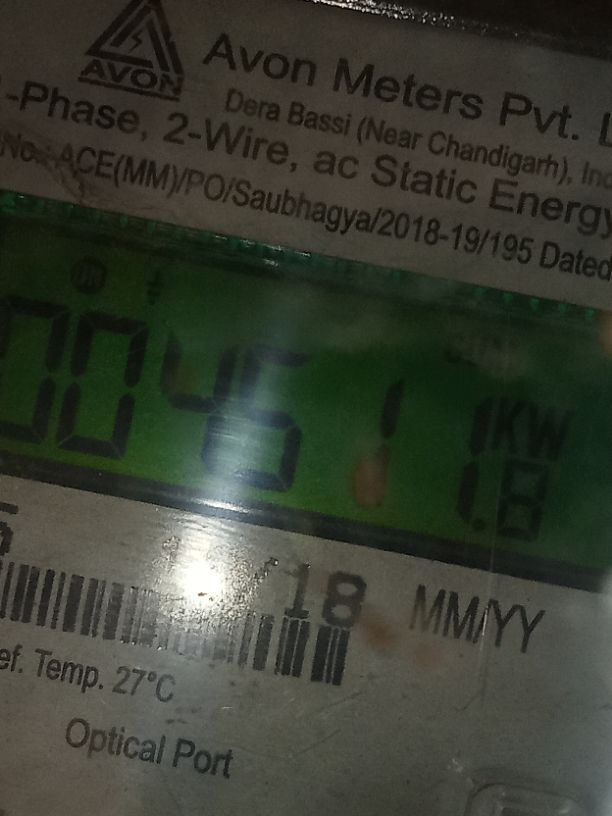 AVON
Avon Meters Pvt.
Dera Bassi (Near Chandigarh),
-Phase, 2-Wire, ac Static Energy
ACE(MM)/PO/Saubhagya/2018-19/195 Dated
KW
/18 MM/YY
Temp. 27°C
Optical Port